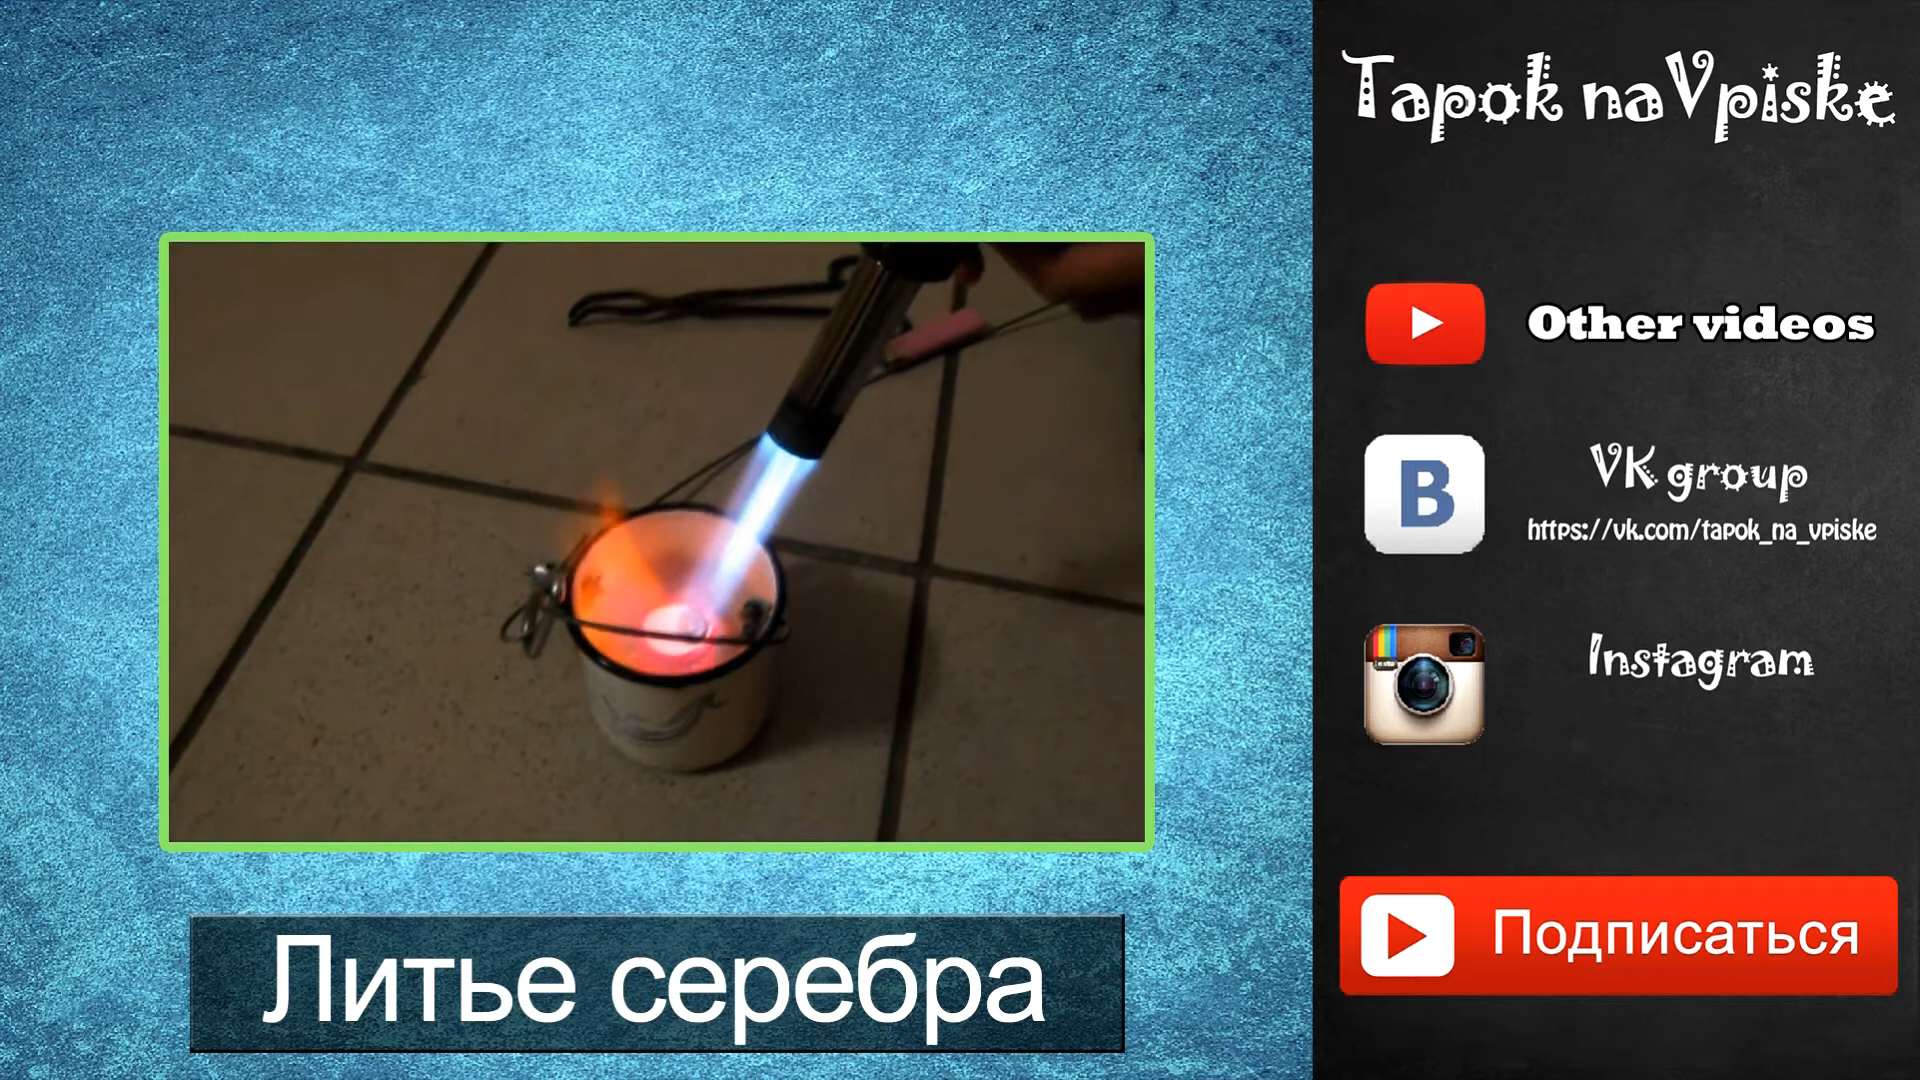 Tapok naVpiske
Other videos
B
VK group
https://vk.com/tapok_na_vpiske
Instagram
Подписаться
Литье серебра